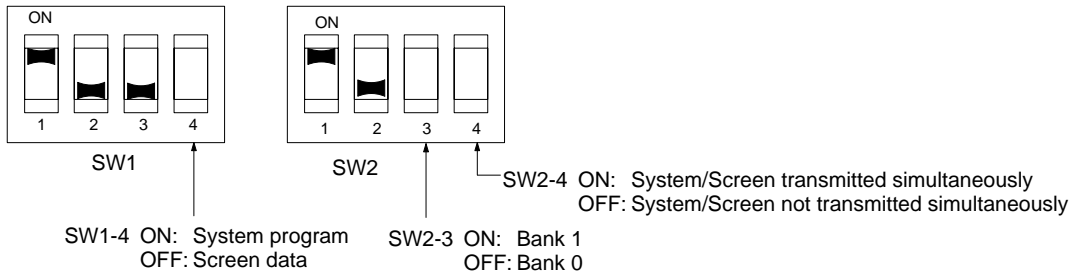 ON
ON
1 2 3 4
1 2 3 4
SW1
SW2
SW2-4 ON: System/Screen transmitted simultaneously
OFF: System/Screen not transmitted simultaneously
SW1-4 ON: System program
OFF: Screen data
SW2-3 ON: Bank 1
OFF: Bank 0